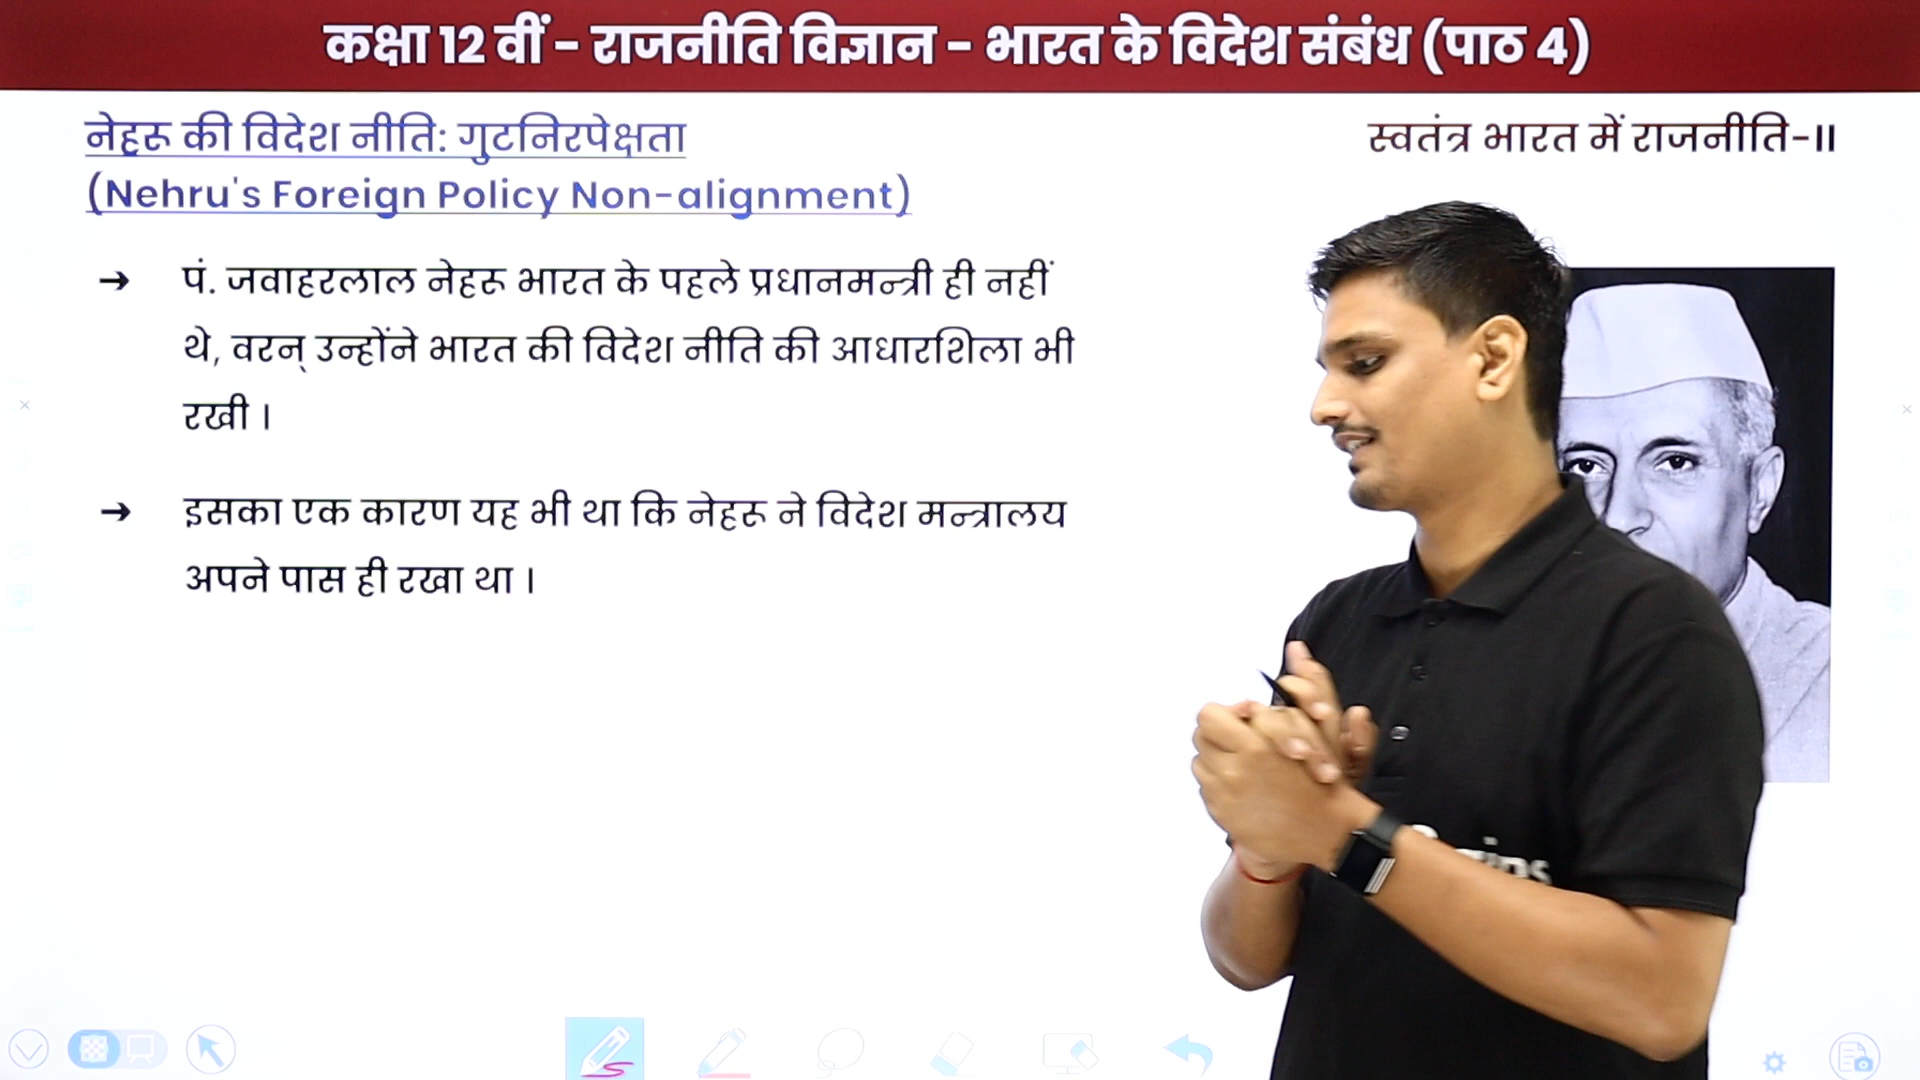 कक्षा 12 वीं - राजनीति विज्ञान - भारत के विदेश संबंध (पाठ 4)
नेहरू की विदेश नीति: गुटनिरपेक्षता
स्वतंत्र भारत में राजनीति-II
(Nehru's Foreign Policy Non-alignment)
→ पं. जवाहरलाल नेहरू भारत के पहले प्रधानमन्त्री ही नहीं
थे, वरन् उन्होंने भारत की विदेश नीति की आधारशिला भी
रखी ।
→ इसका एक कारण यह भी था कि नेहरू ने विदेश मन्त्रालय
अपने पास ही रखा था ।